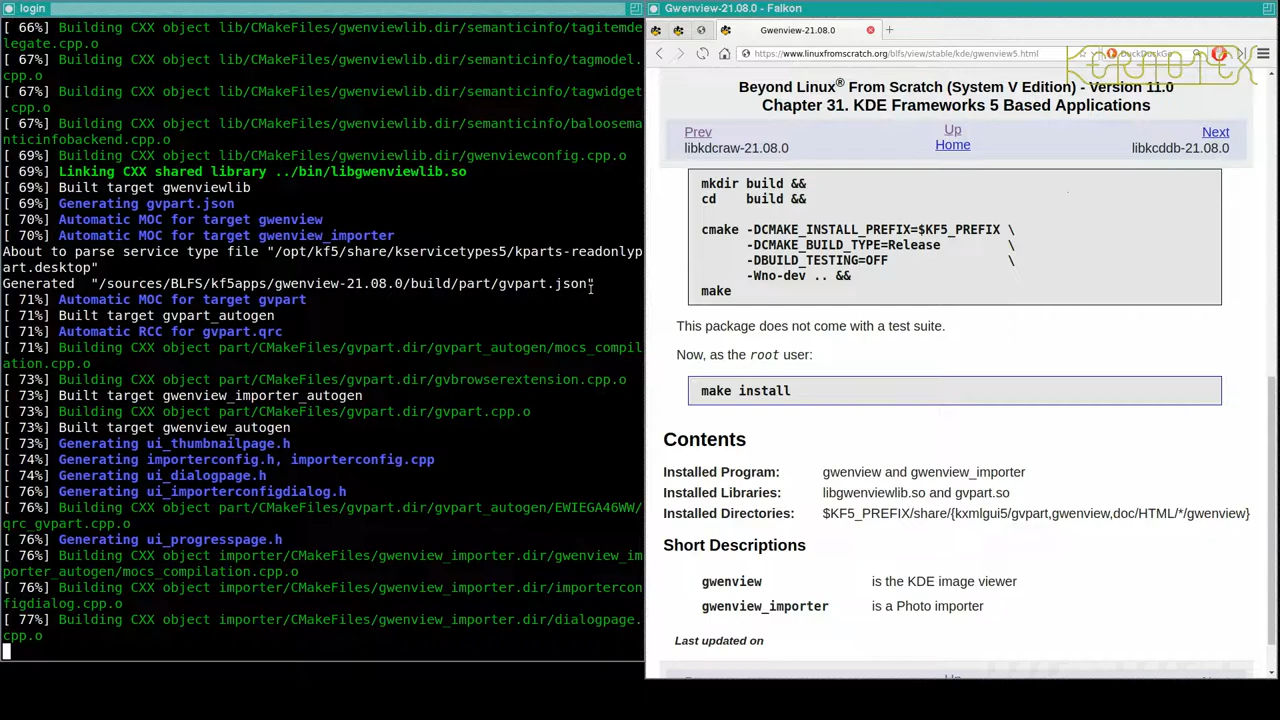 login
[ 66%] Building CXX object lib/CMakeFiles/gwenviewlib.dir/semanticinfo/tagitemde
legate.cpp.o
[ 67%] Building CXX object lib/CMakeFiles/gwenviewlib.dir/semanticinfo/tagmodel.
cpp.o
[ 67%] Building CXX object lib/CMakeFiles/gwenviewlib.dir/semanticinfo/tagwidget
.cpp.o
[ 67%] Building CXX object lib/CMakeFiles/gwenviewlib.dir/semanticinfo/baloosema
nticinfobackend.cpp.o
[ 69%] Building CXX object lib/CMakeFiles/gwenviewlib.dir/gwenviewconfig.cpp.o
[ 69%] Linking CXX shared library ../bin/libgwenviewlib.so
[ 69%] Built target gwenviewlib
[ 69%] Generating gvpart.json
[ 70%] Automatic MOC for target gwenview
[ 70%] Automatic MOC for target gwenview_importer
About to parse service type file "/opt/kf5/share/kservicetypes5/kparts-readonlyp
art.desktop"
Generated  "/sources/BLFS/kf5apps/gwenview-21.08.0/build/part/gvpart.json"
[ 71%] Automatic MOC for target gvpart
[ 71%] Built target gvpart_autogen
[ 71%] Automatic RCC for gvpart.qrc
[ 71%] Building CXX object part/CMakeFiles/gvpart.dir/gvpart_autogen/mocs_compil
ation.cpp.o
[ 73%] Building CXX object part/CMakeFiles/gvpart.dir/gvbrowserextension.cpp.o
[ 73%] Built target gwenview_importer_autogen
[ 73%] Building CXX object part/CMakeFiles/gvpart.dir/gvpart.cpp.o
[ 73%] Built target gwenview_autogen
[ 73%] Generating ui_thumbnailpage.h
[ 74%] Generating importerconfig.h, importerconfig.cpp
[ 74%] Generating ui_dialogpage.h
[ 76%] Generating ui_importerconfigdialog.h
[ 76%] Building CXX object part/CMakeFiles/gvpart.dir/gvpart_autogen/EWIEGA46WW/
qrc_gvpart.cpp.o
[ 76%] Generating ui_progresspage.h
[ 76%] Building CXX object importer/CMakeFiles/gwenview_importer.dir/gwenview_im
porter_autogen/mocs_compilation.cpp.o
[ 76%] Building CXX object importer/CMakeFiles/gwenview_importer.dir/importercon
figdialog.cpp.o
[ 77%] Building CXX object importer/CMakeFiles/gwenview_importer.dir/dialogpage.
cpp.o
Gwenview-21.08.0 - Falkon
Gwenview-21.08.0
https://www.linuxfromscratch.org/blfs/view/stable/kde/gwenview5.html
DuckDuckGo
KERNOTEX
Beyond Linux® From Scratch (System V Edition) - Version 11.0
Chapter 31. KDE Frameworks 5 Based Applications
Prev
Up
Next
libkdcraw-21.08.0
Home
libkcddb-21.08.0
mkdir build &&
cd    build &&
cmake -DCMAKE_INSTALL_PREFIX=$KF5_PREFIX \
-DCMAKE_BUILD_TYPE=Release         \
-DBUILD_TESTING=OFF                \
-Wno-dev .. &&
make
This package does not come with a test suite.
Now, as the root user:
make install
Contents
Installed Program: gwenview and gwenview_importer
Installed Libraries: libgwenviewlib.so and gvpart.so
Installed Directories: $KF5_PREFIX/share/{kxmlgui5/gvpart,gwenview,doc/HTML/*/gwenview}
Short Descriptions
gwenview is the KDE image viewer
gwenview_importer is a Photo importer
Last updated on